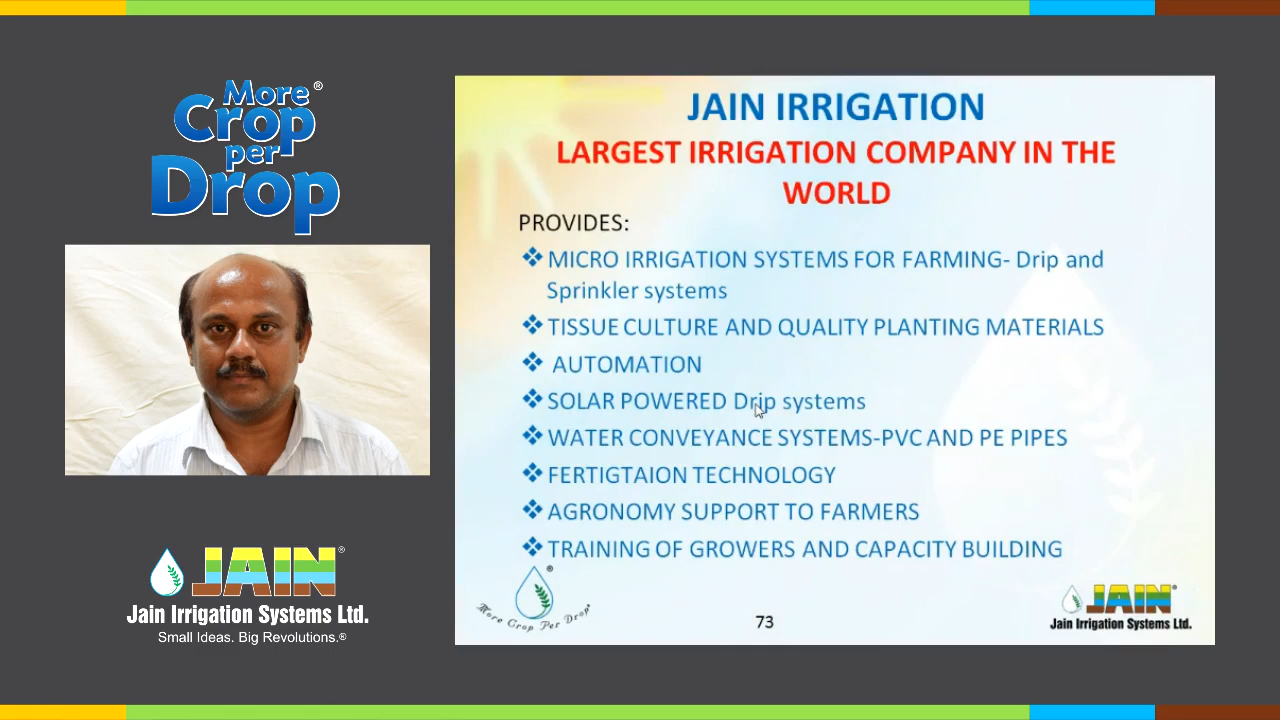 More®
Crop
per
Drop
JAIN®
Jain Irrigation Systems Ltd.
Small Ideas. Big Revolutions.®
JAIN IRRIGATION
LARGEST IRRIGATION COMPANY IN THE
WORLD
PROVIDES:
❖MICRO IRRIGATION SYSTEMS FOR FARMING- Drip and
Sprinkler systems
❖TISSUE CULTURE AND QUALITY PLANTING MATERIALS
❖ AUTOMATION
❖SOLAR POWERED Drip systems
❖WATER CONVEYANCE SYSTEMS-PVC AND PE PIPES
❖FERTIGTAION TECHNOLOGY
❖AGRONOMY SUPPORT TO FARMERS
❖TRAINING OF GROWERS AND CAPACITY BUILDING
®
More Crop Per Drop®
73
JAIN®
Jain Irrigation Systems Ltd.